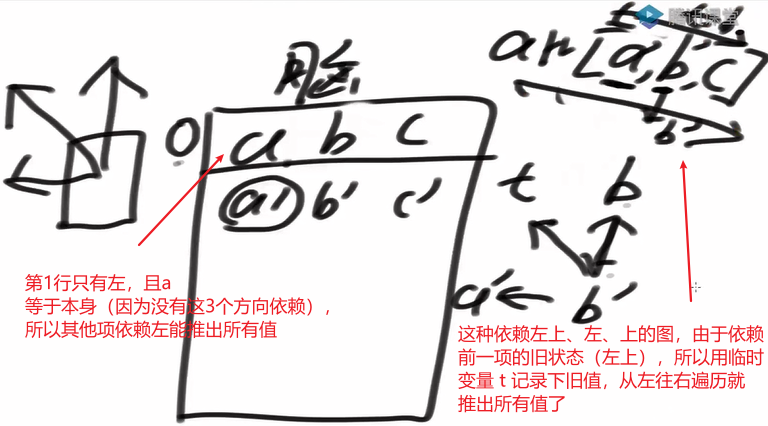 腾讯课堂
arr[a', b', c]
b'
0 a b c
a' b' c'
t b
a' b'
第1行只有左，且a
等于本身（因为没有这3个方向依赖），
所以其他项依赖左能推出所有值
这种依赖左上、左、上的图，由于依赖
前一项的旧状态（左上），所以用临时
变量 t 记录下旧值，从左往右遍历就
推出所有值了